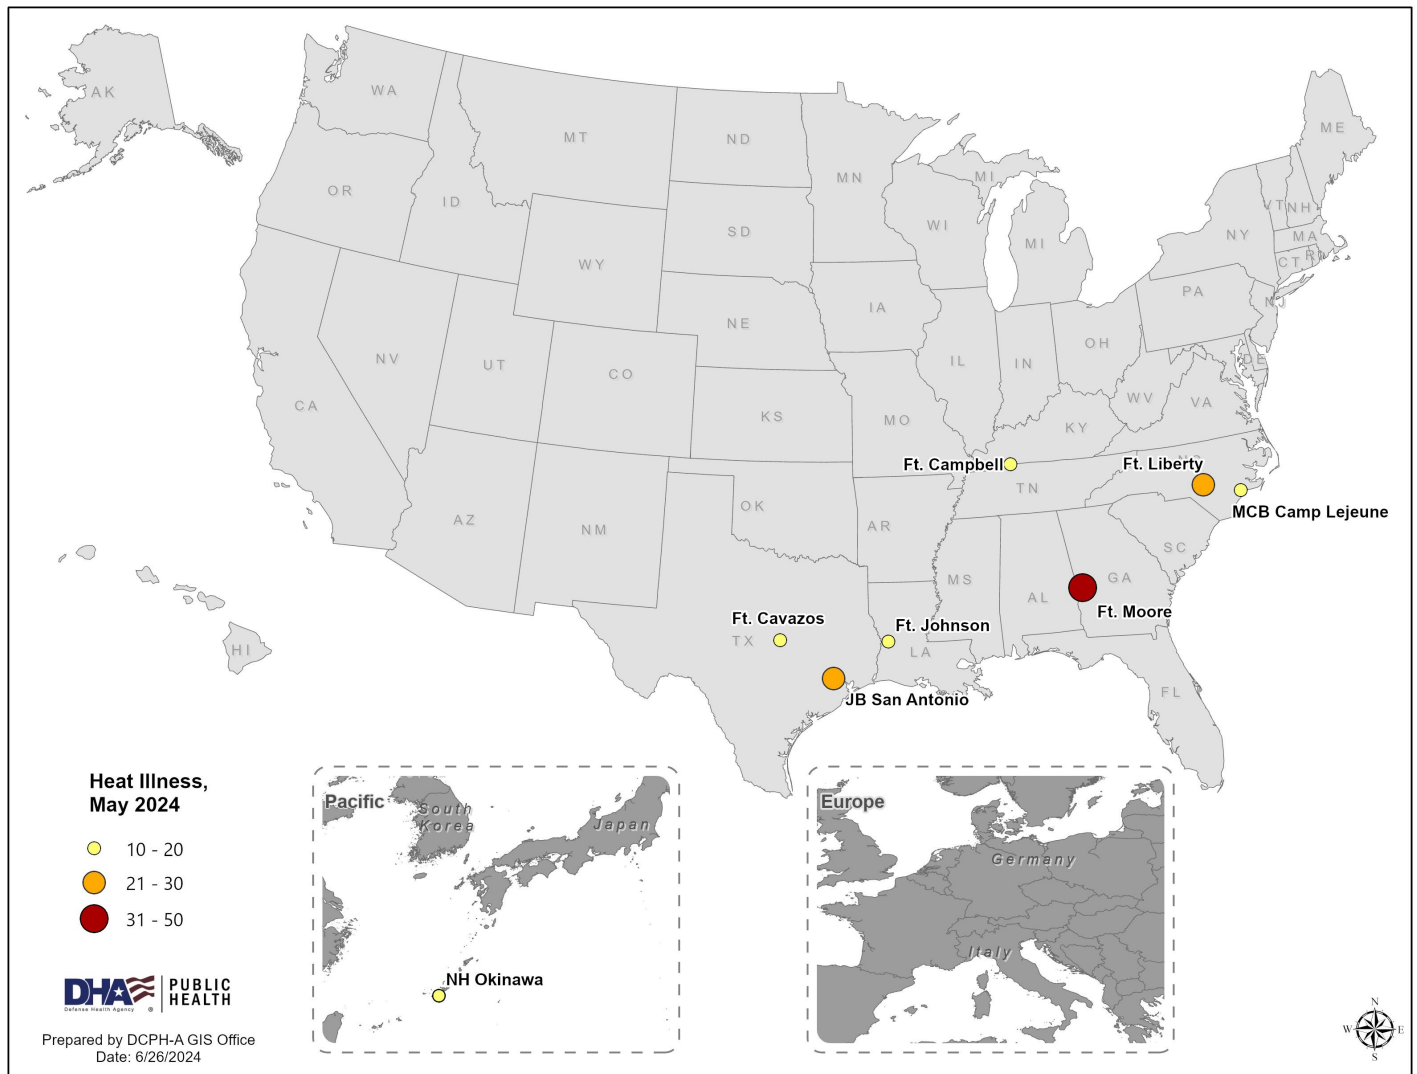 AK
WA
MT
ND
MN
ME
OR
ID
SD
WI
MI
MI
VT
NH
NY
MA
CT
RI
WY
IA
PA
NJ
NE
NV
UT
CO
IL
IN
OH
DE
CA
KS
MO
WV
VA
KY
Ft. Campbell
Ft. Liberty
NC
TN
MCB Camp Lejeune
AZ
NM
OK
AR
SC
MS
AL
GA
Ft. Moore
Ft. Cavazos
TX
Ft. Johnson
LA
HI
JB San Antonio
FL
Heat Illness,
May 2024
10 - 20
21 - 30
31 - 50
Pacific
South
Korea
Japan
NH Okinawa
Europe
Germany
Italy
DHA
Defense Health Agency
®
PUBLIC
HEALTH
Prepared by DCPH-A GIS Office
Date: 6/26/2024
N
W
E
S